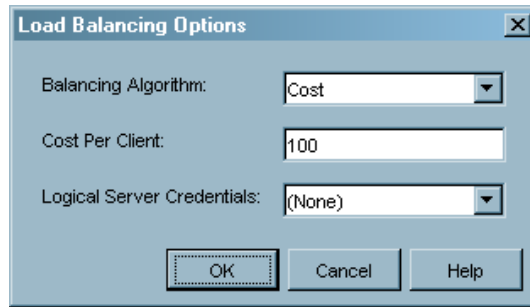 Load Balancing Options
Balancing Algorithm: Cost
Cost Per Client: 100
Logical Server Credentials: (None)
OK Cancel Help